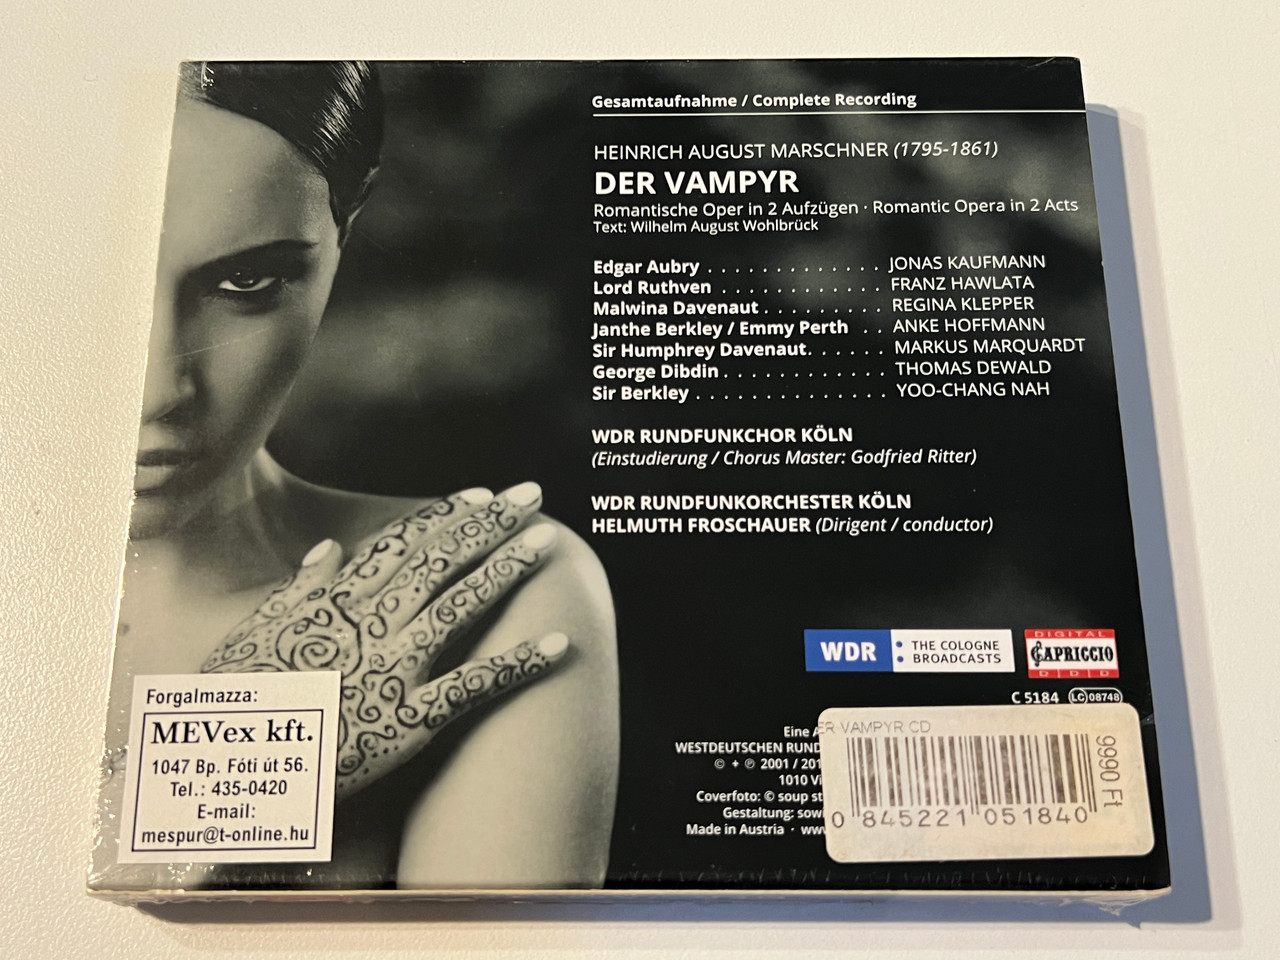 Gesamtaufnahme / Complete Recording
HEINRICH AUGUST MARSCHNER (1795-1861)
DER VAMPYR
Romantische Oper in 2 Aufzügen · Romantic Opera in 2 Acts
Text: Wilhelm August Wohlbrück
Edgar Aubry . . . . . . . . . . . . . JONAS KAUFMANN
Lord Ruthven . . . . . . . . . . . . FRANZ HAWLATA
Malwina Davenaut . . . . . . . . . REGINA KLEPPER
Janthe Berkley / Emmy Perth . . ANKE HOFFMANN
Sir Humphrey Davenaut. . . . . . MARKUS MARQUARDT
George Dibdin . . . . . . . . . . . . THOMAS DEWALD
Sir Berkley . . . . . . . . . . . . . . YOO-CHANG NAH
WDR RUNDFUNKCHOR KÖLN
(Einstudierung / Chorus Master: Godfried Ritter)
WDR RUNDFUNKORCHESTER KÖLN
HELMUTH FROSCHAUER (Dirigent / conductor)
WDR : THE COLOGNE BROADCASTS
DIGITAL
CAPRICCIO
D D D
C 5184 LC 08748
Eine
WESTDEUTSCHEN RUND
© + ℗ 2001 / 201
1010
Coverfoto: © soup st
Gestaltung: sowi
Made in Austria · www
ER VAMPYR CD
9990 Ft
0 845221 051840
Forgalmazza:
MEVex kft.
1047 Bp. Fóti út 56.
Tel.: 435-0420
E-mail:
mespur@t-online.hu